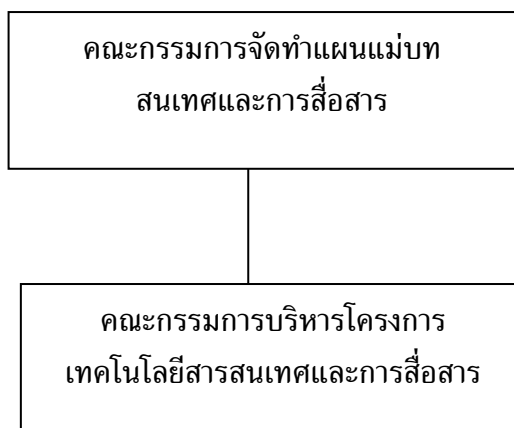 คณะกรรมการจัดทำแผนแม่บท
สนเทศและการสื่อสาร
คณะกรรมการบริหารโครงการ
เทคโนโลยีสารสนเทศและการสื่อสาร